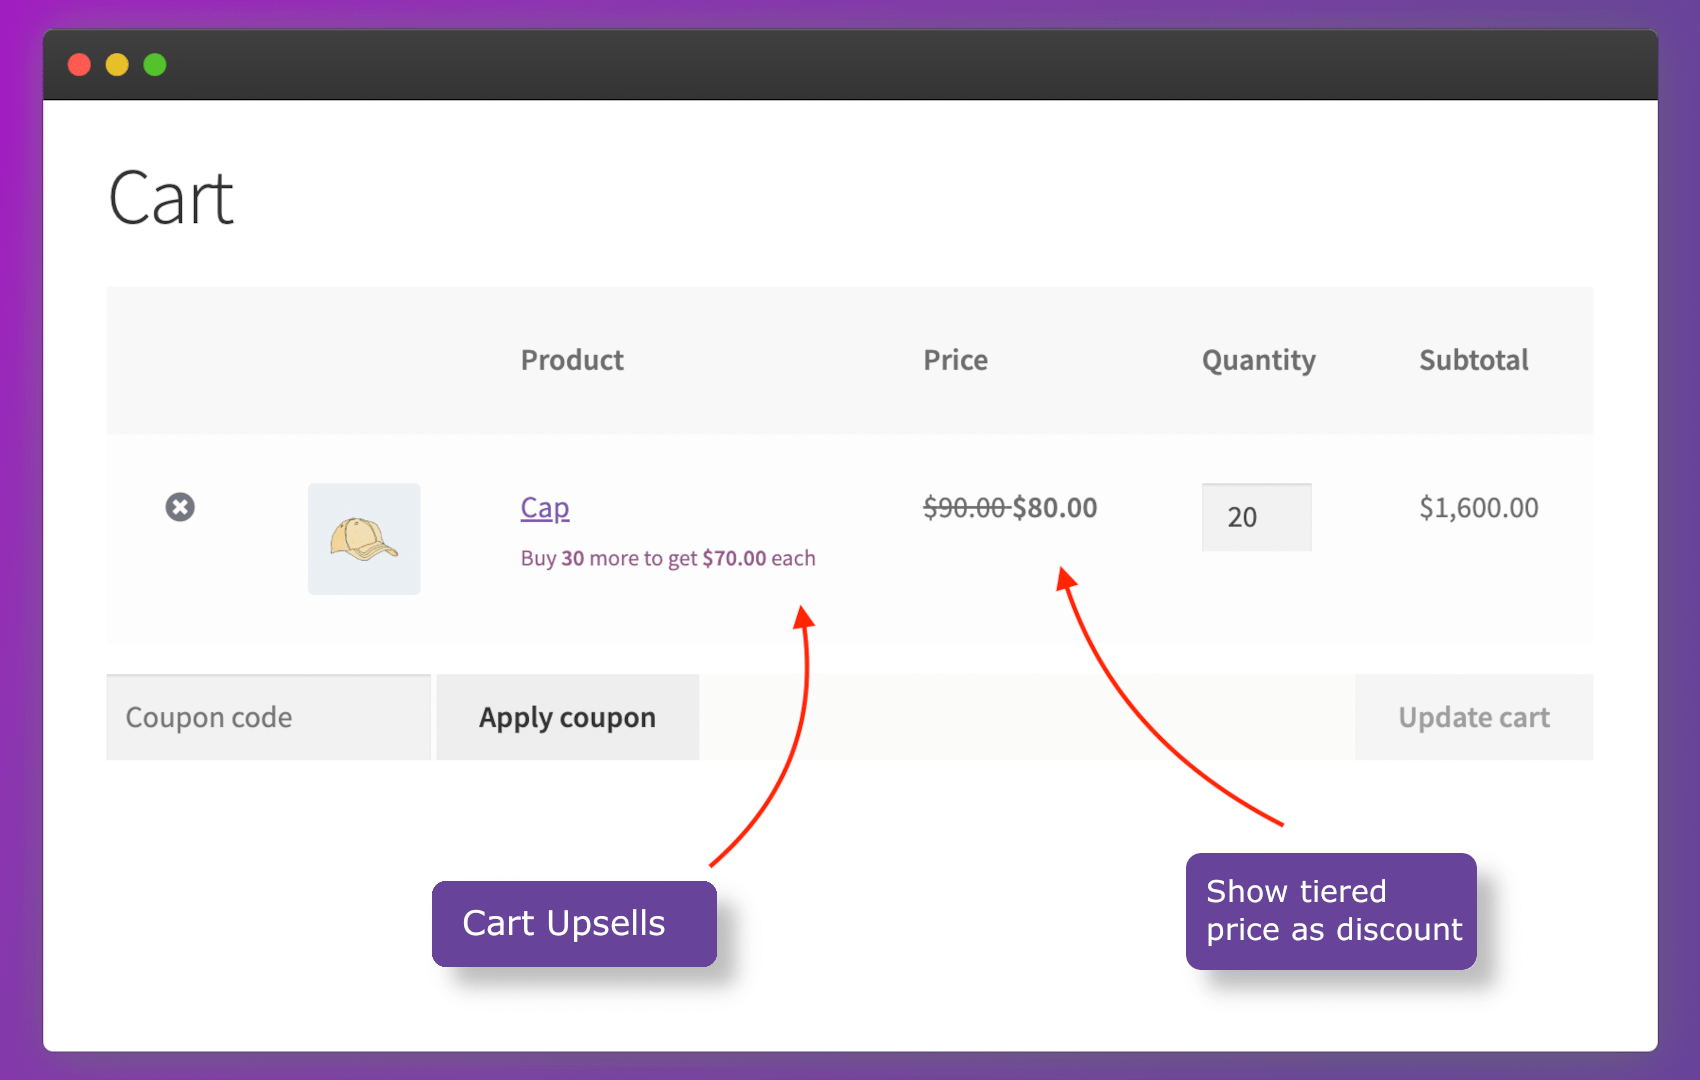 Cart
Product Price Quantity Subtotal
Cap $90.00 $80.00 20 $1,600.00
Buy 30 more to get $70.00 each
Coupon code Apply coupon Update cart
Cart Upsells
Show tiered
price as discount